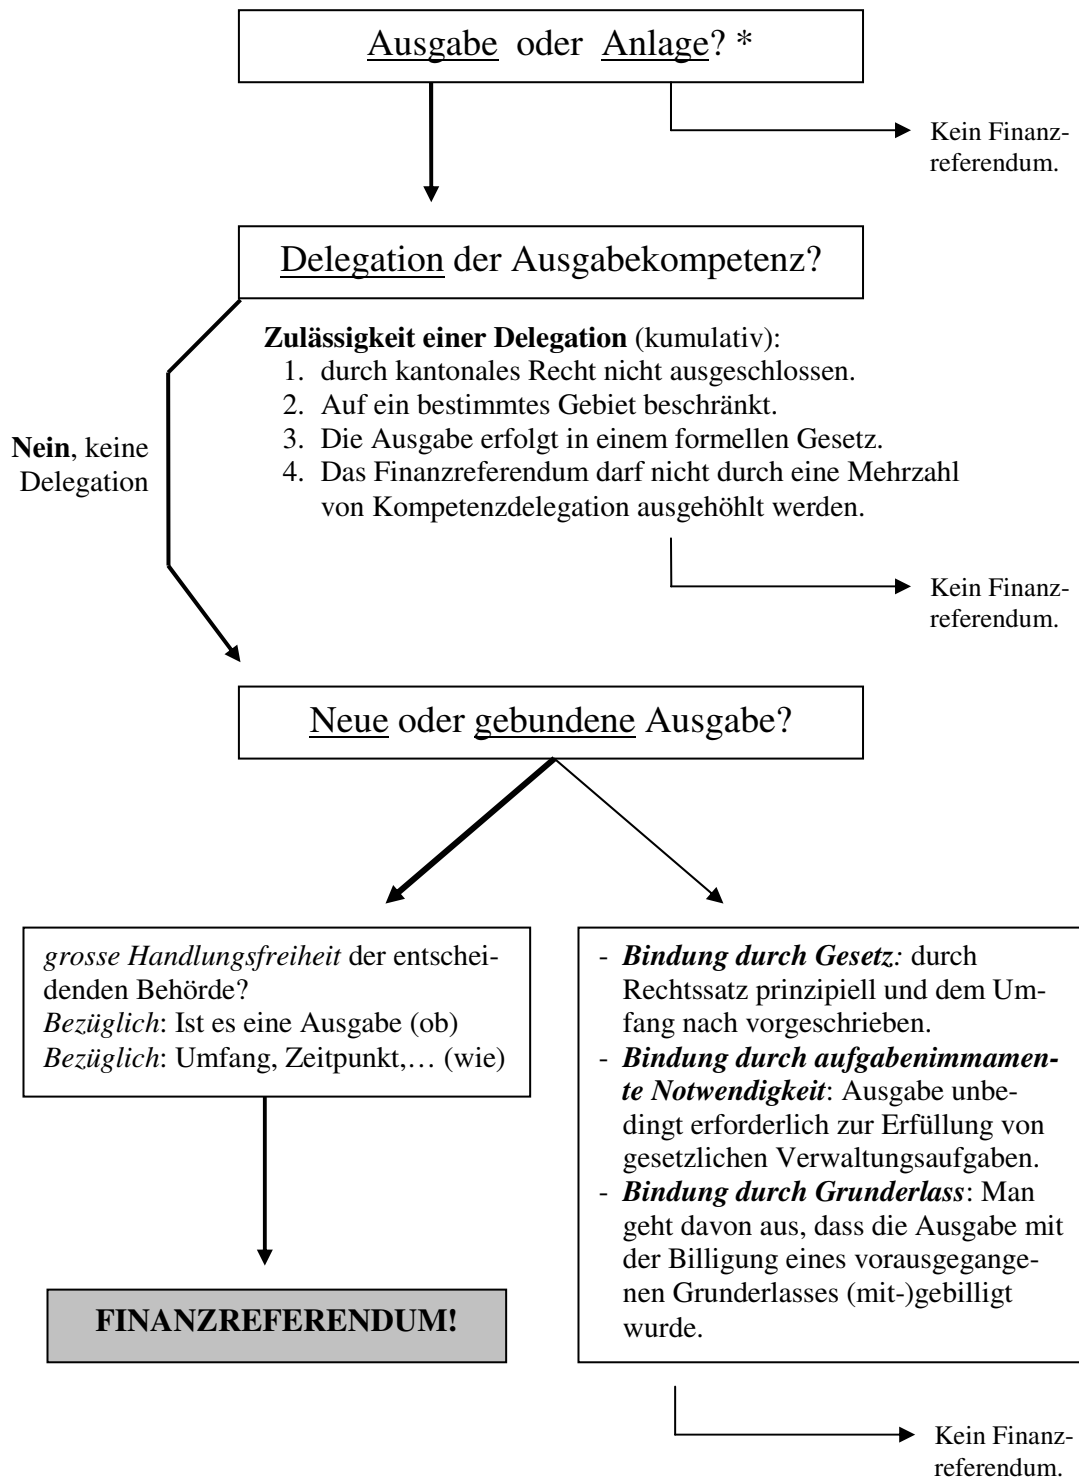 Ausgabe oder Anlage? *
Kein Finanz-
referendum.
Delegation der Ausgabekompetenz?
Zulässigkeit einer Delegation (kumulativ):
1. durch kantonales Recht nicht ausgeschlossen.
2. Auf ein bestimmtes Gebiet beschränkt.
3. Die Ausgabe erfolgt in einem formellen Gesetz.
4. Das Finanzreferendum darf nicht durch eine Mehrzahl
von Kompetenzdelegation ausgehöhlt werden.
Nein, keine
Delegation
Kein Finanz-
referendum.
Neue oder gebundene Ausgabe?
grosse Handlungsfreiheit der entschei-
denden Behörde?
Bezüglich: Ist es eine Ausgabe (ob)
Bezüglich: Umfang, Zeitpunkt,… (wie)
FINANZREFERENDUM!
- Bindung durch Gesetz: durch
Rechtssatz prinzipiell und dem Um-
fang nach vorgeschrieben.
- Bindung durch aufgabenimmamen-
te Notwendigkeit: Ausgabe unbe-
dingt erforderlich zur Erfüllung von
gesetzlichen Verwaltungsaufgaben.
- Bindung durch Grunderlass: Man
geht davon aus, dass die Ausgabe mit
der Billigung eines vorausgegange-
nen Grunderlasses (mit-)gebilligt
wurde.
Kein Finanz-
referendum.